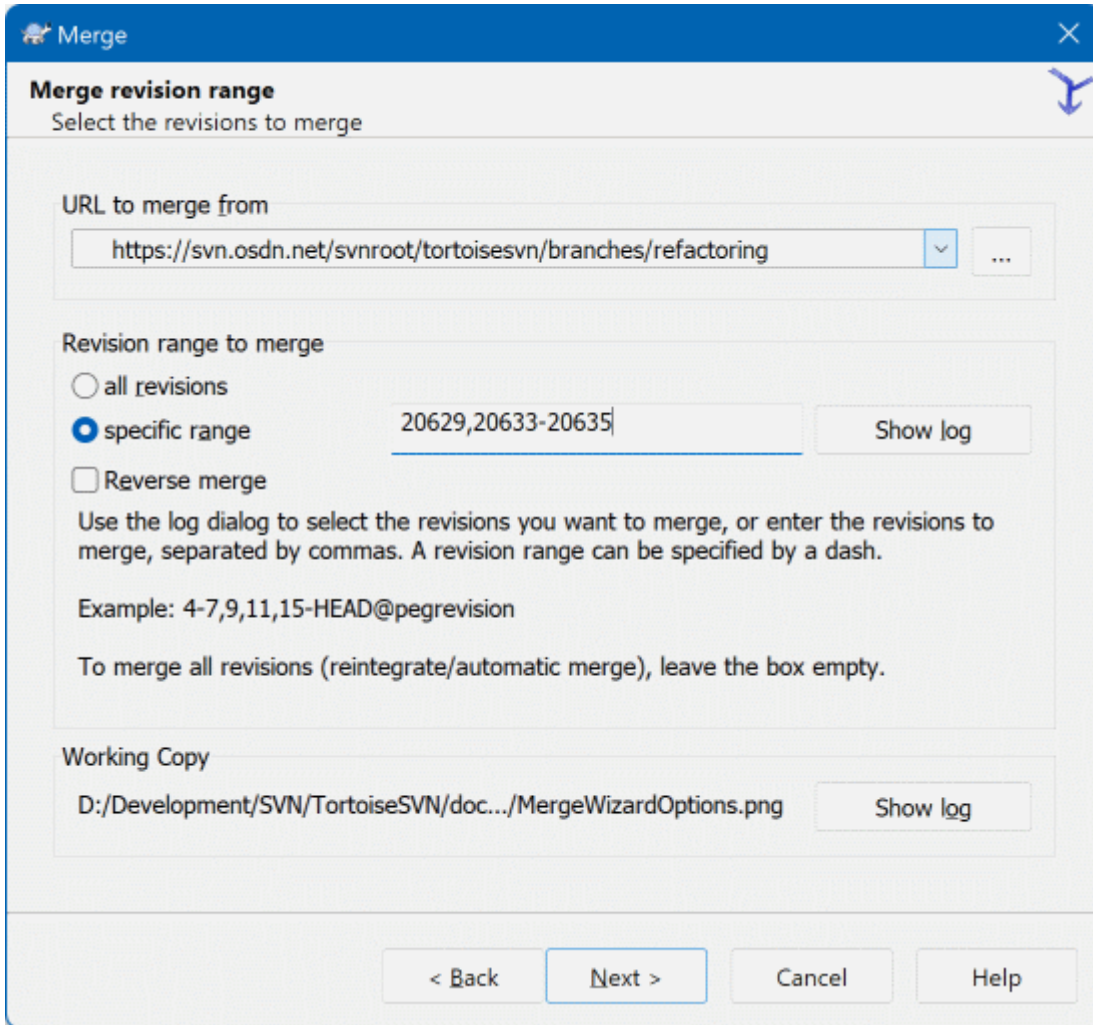 Merge
Merge revision range
Select the revisions to merge
URL to merge from
https://svn.osdn.net/svnroot/tortoisesvn/branches/refactoring
...
Revision range to merge
all revisions
specific range
20629,20633-20635
Show log
Reverse merge
Use the log dialog to select the revisions you want to merge, or enter the revisions to
merge, separated by commas. A revision range can be specified by a dash.
Example: 4-7,9,11,15-HEAD@pegrevision
To merge all revisions (reintegrate/automatic merge), leave the box empty.
Working Copy
D:/Development/SVN/TortoiseSVN/doc.../MergeWizardOptions.png
Show log
< Back
Next >
Cancel
Help